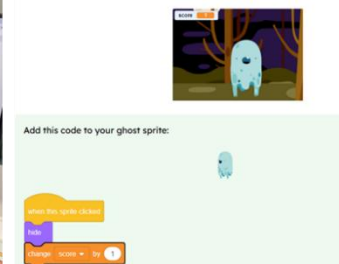 score
Add this code to your ghost sprite:
when this sprite clicked
hide
change score by 1